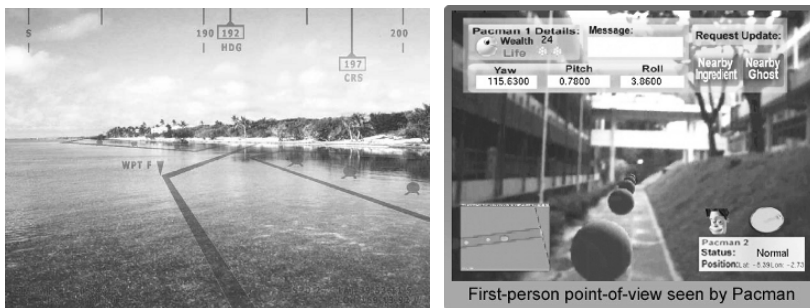 S 190 192 200
HDG
197
CRS
WPT F
Pacman 1 Details: Message: Request Update:
Wealth 24
Life
Nearby Ingredient
Nearby Ghost
Yaw Pitch Roll
115.6300 0.7800 3.8600
Pacman 2
Status: Normal
Position:
First-person point-of-view seen by Pacman